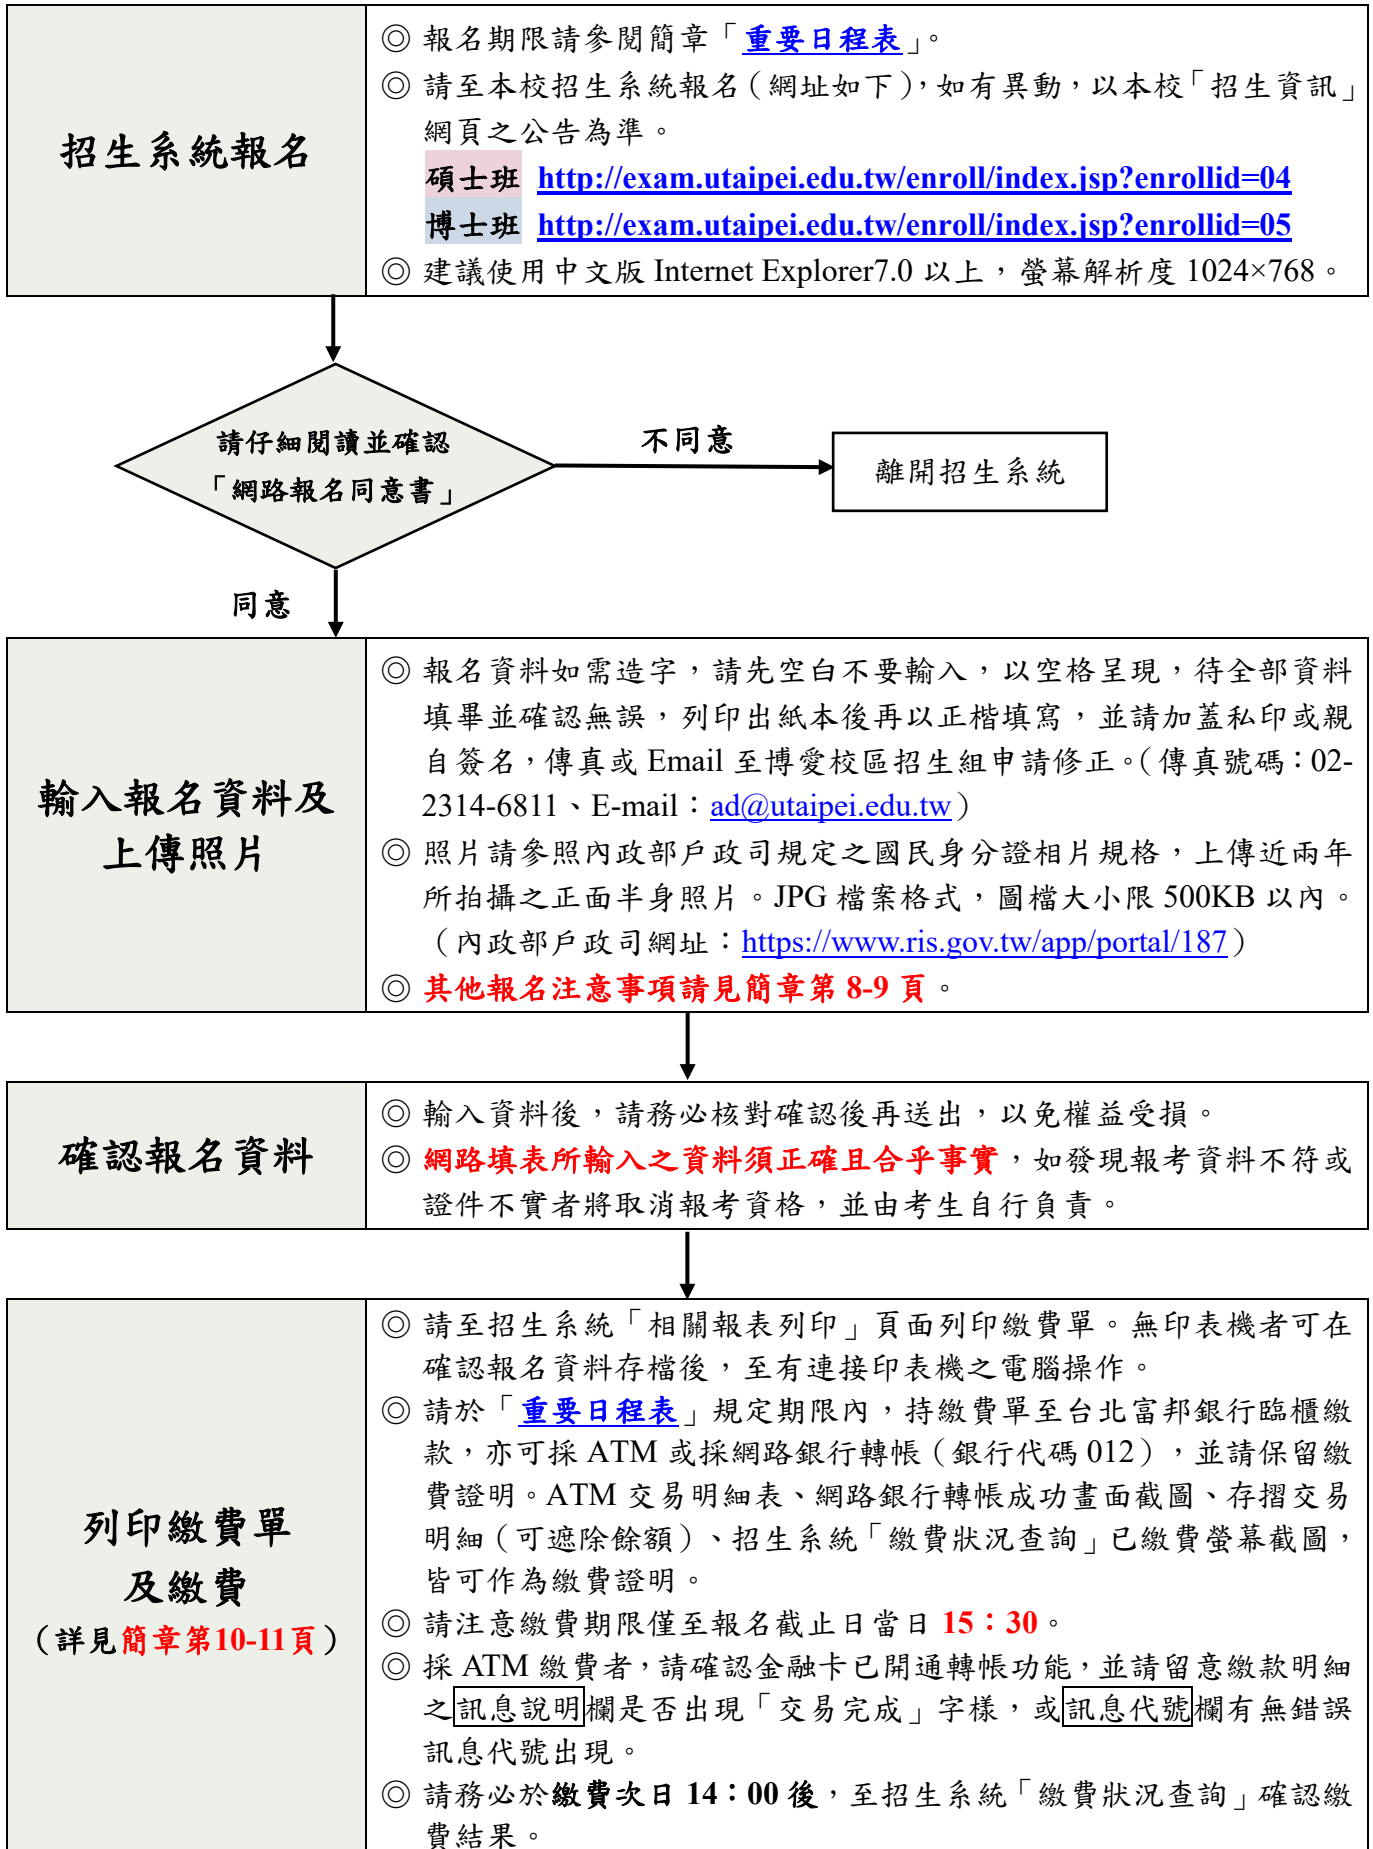 招生系統報名
◎ 報名期限請參閱簡章「重要日程表」。
◎ 請至本校招生系統報名（網址如下），如有異動，以本校「招生資訊」
網頁之公告為準。
碩士班 http://exam.utaipei.edu.tw/enroll/index.jsp?enrollid=04
博士班 http://exam.utaipei.edu.tw/enroll/index.jsp?enrollid=05
◎ 建議使用中文版 Internet Explorer7.0 以上，螢幕解析度 1024×768。
請仔細閱讀並確認
「網路報名同意書」
不同意
離開招生系統
同意
輸入報名資料及
上傳照片
◎ 報名資料如需造字，請先空白不要輸入，以空格呈現，待全部資料
填畢並確認無誤，列印出紙本後再以正楷填寫，並請加蓋私印或親
自簽名，傳真或 Email 至博愛校區招生組申請修正。（傳真號碼：02-
2314-6811、E-mail：ad@utaipei.edu.tw）
◎ 照片請參照內政部戶政司規定之國民身分證相片規格，上傳近兩年
所拍攝之正面半身照片。JPG 檔案格式，圖檔大小限 500KB 以內。
（內政部戶政司網址：https://www.ris.gov.tw/app/portal/187）
◎ 其他報名注意事項請見簡章第 8-9 頁。
確認報名資料
◎ 輸入資料後，請務必核對確認後再送出，以免權益受損。
◎ 網路填表所輸入之資料須正確且合乎事實，如發現報考資料不符或
證件不實者將取消報考資格，並由考生自行負責。
列印繳費單
及繳費
（詳見簡章第10-11頁）
◎ 請至招生系統「相關報表列印」頁面列印繳費單。無印表機者可在
確認報名資料存檔後，至有連接印表機之電腦操作。
◎ 請於「重要日程表」規定期限內，持繳費單至台北富邦銀行臨櫃繳
款，亦可採 ATM 或採網路銀行轉帳（銀行代碼 012），並請保留繳
費證明。ATM 交易明細表、網路銀行轉帳成功畫面截圖、存摺交易
明細（可遮除餘額）、招生系統「繳費狀況查詢」已繳費螢幕截圖，
皆可作為繳費證明。
◎ 請注意繳費期限僅至報名截止日當日 15：30。
◎ 採 ATM 繳費者，請確認金融卡已開通轉帳功能，並請留意繳款明細
之訊息說明欄是否出現「交易完成」字樣，或訊息代號欄有無錯誤
訊息代號出現。
◎ 請務必於繳費次日 14：00 後，至招生系統「繳費狀況查詢」確認繳
費結果。